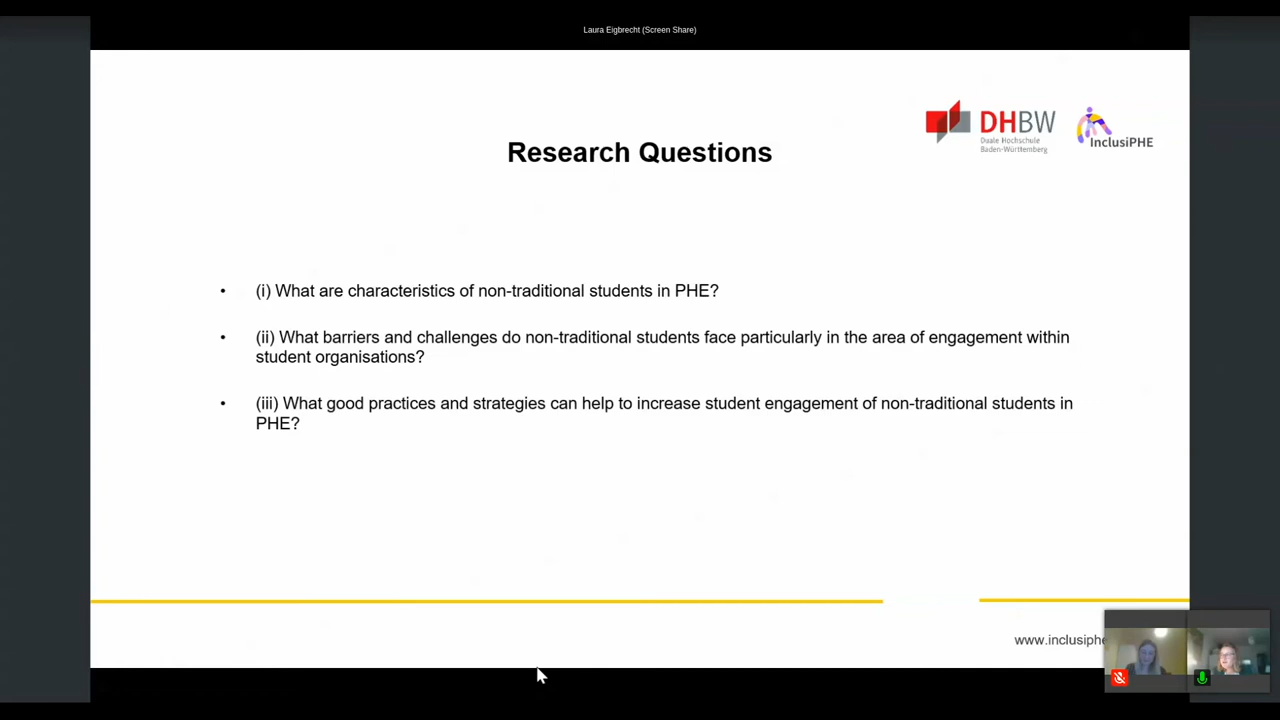 Laura Eigbrecht (Screen Share)
DHBW
Duale Hochschule
Baden-Württemberg
InclusiPHE
Research Questions
• (i) What are characteristics of non-traditional students in PHE?
• (ii) What barriers and challenges do non-traditional students face particularly in the area of engagement within
student organisations?
• (iii) What good practices and strategies can help to increase student engagement of non-traditional students in
PHE?
www.inclusiphe